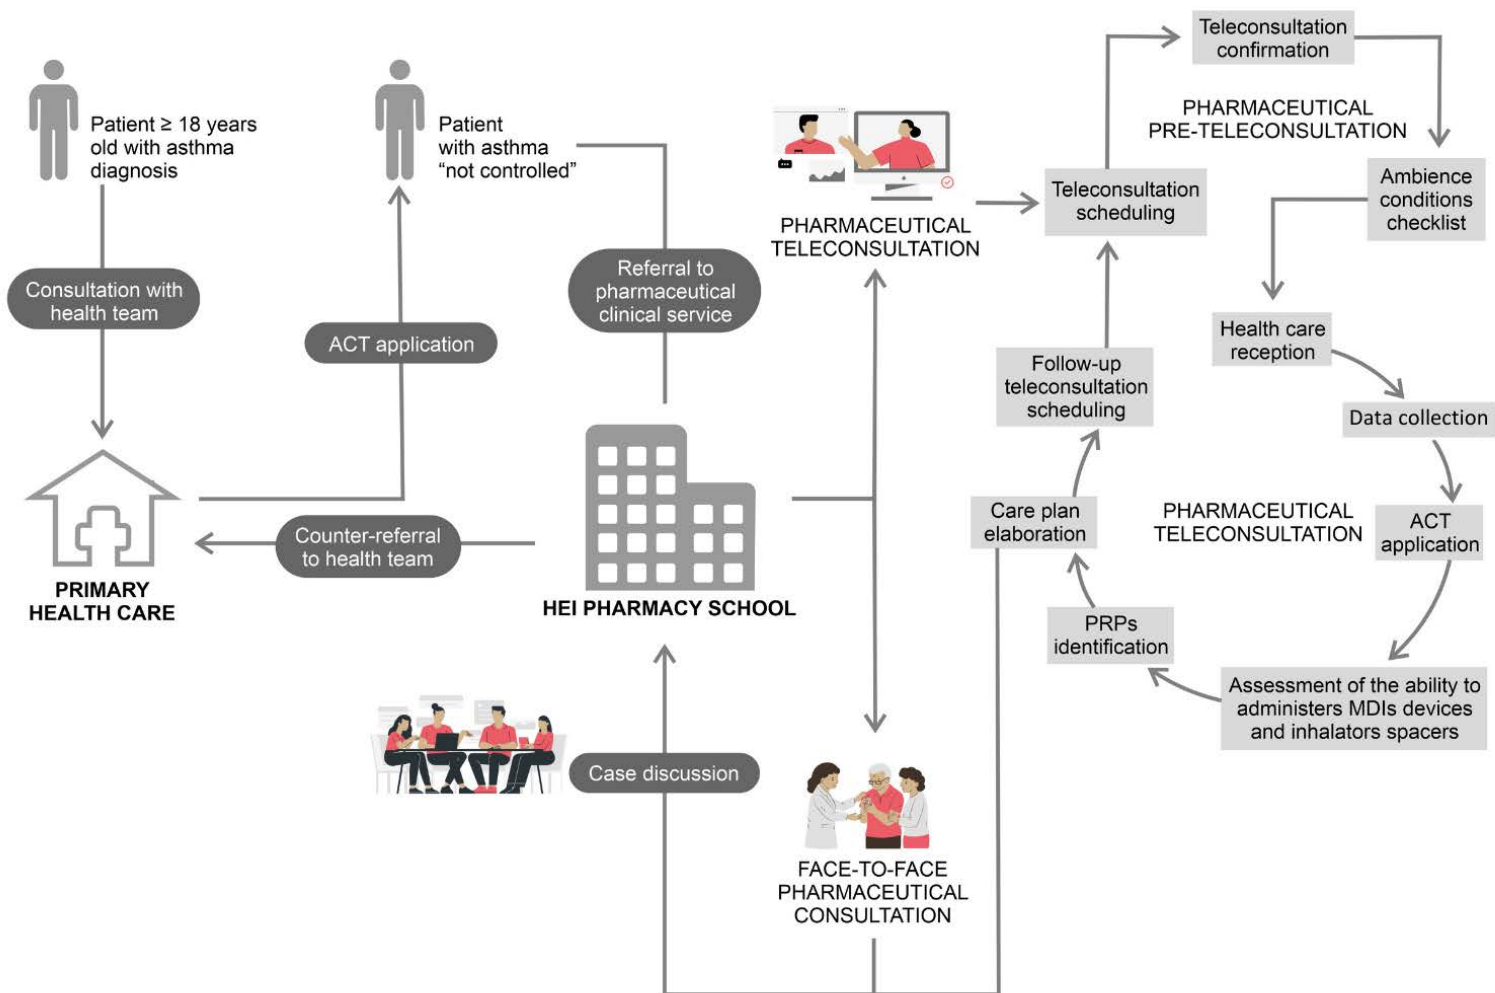 Patient ≥ 18 years
old with asthma
diagnosis
Consultation with
health team
PRIMARY
HEALTH CARE
ACT application
Patient
with asthma
“not controlled”
Referral to
pharmaceutical
clinical service
Counter-referral
to health team
HEI PHARMACY SCHOOL
Case discussion
PHARMACEUTICAL
TELECONSULTATION
FACE-TO-FACE
PHARMACEUTICAL
CONSULTATION
Teleconsultation
scheduling
Teleconsultation
confirmation
PHARMACEUTICAL
PRE-TELECONSULTATION
Ambience
conditions
checklist
Health care
reception
Data collection
PHARMACEUTICAL
TELECONSULTATION
ACT
application
Assessment of the ability to
administers MDIs devices
and inhalators spacers
PRPs
identification
Care plan
elaboration
Follow-up
teleconsultation
scheduling